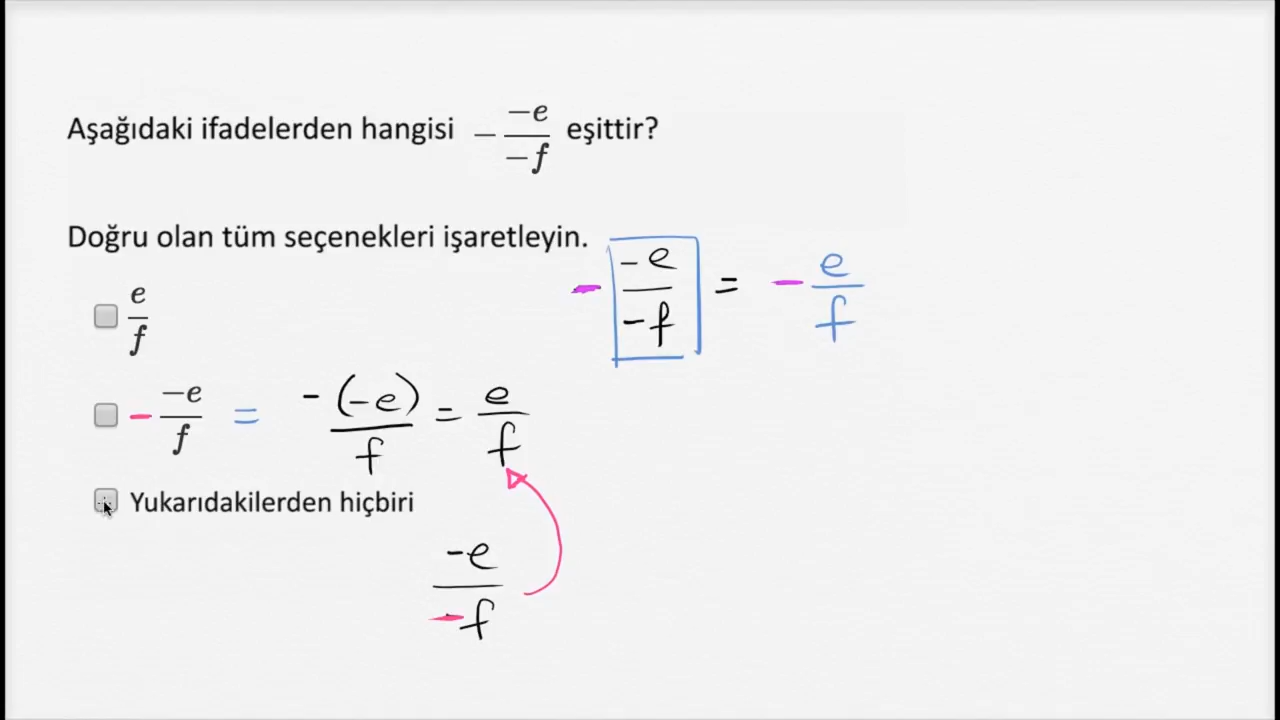 Aşağıdaki ifadelerden hangisi − −e/−f eşittir?
Doğru olan tüm seçenekleri işaretleyin.
- −e/−f = - e/f
e/f
- −e/f = -(-e)/f = e/f
Yukarıdakilerden hiçbiri
-e/-f